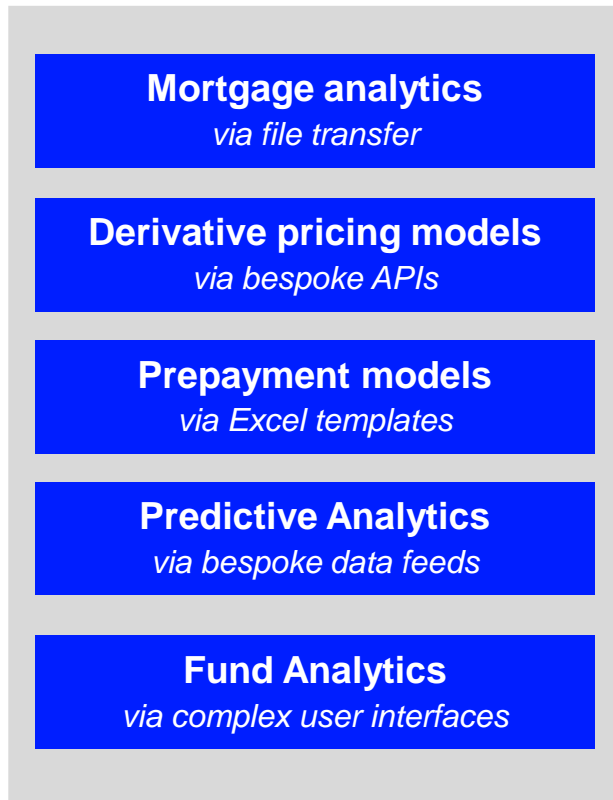 Mortgage analytics
via file transfer
Derivative pricing models
via bespoke APIs
Prepayment models
via Excel templates
Predictive Analytics
via bespoke data feeds
Fund Analytics
via complex user interfaces